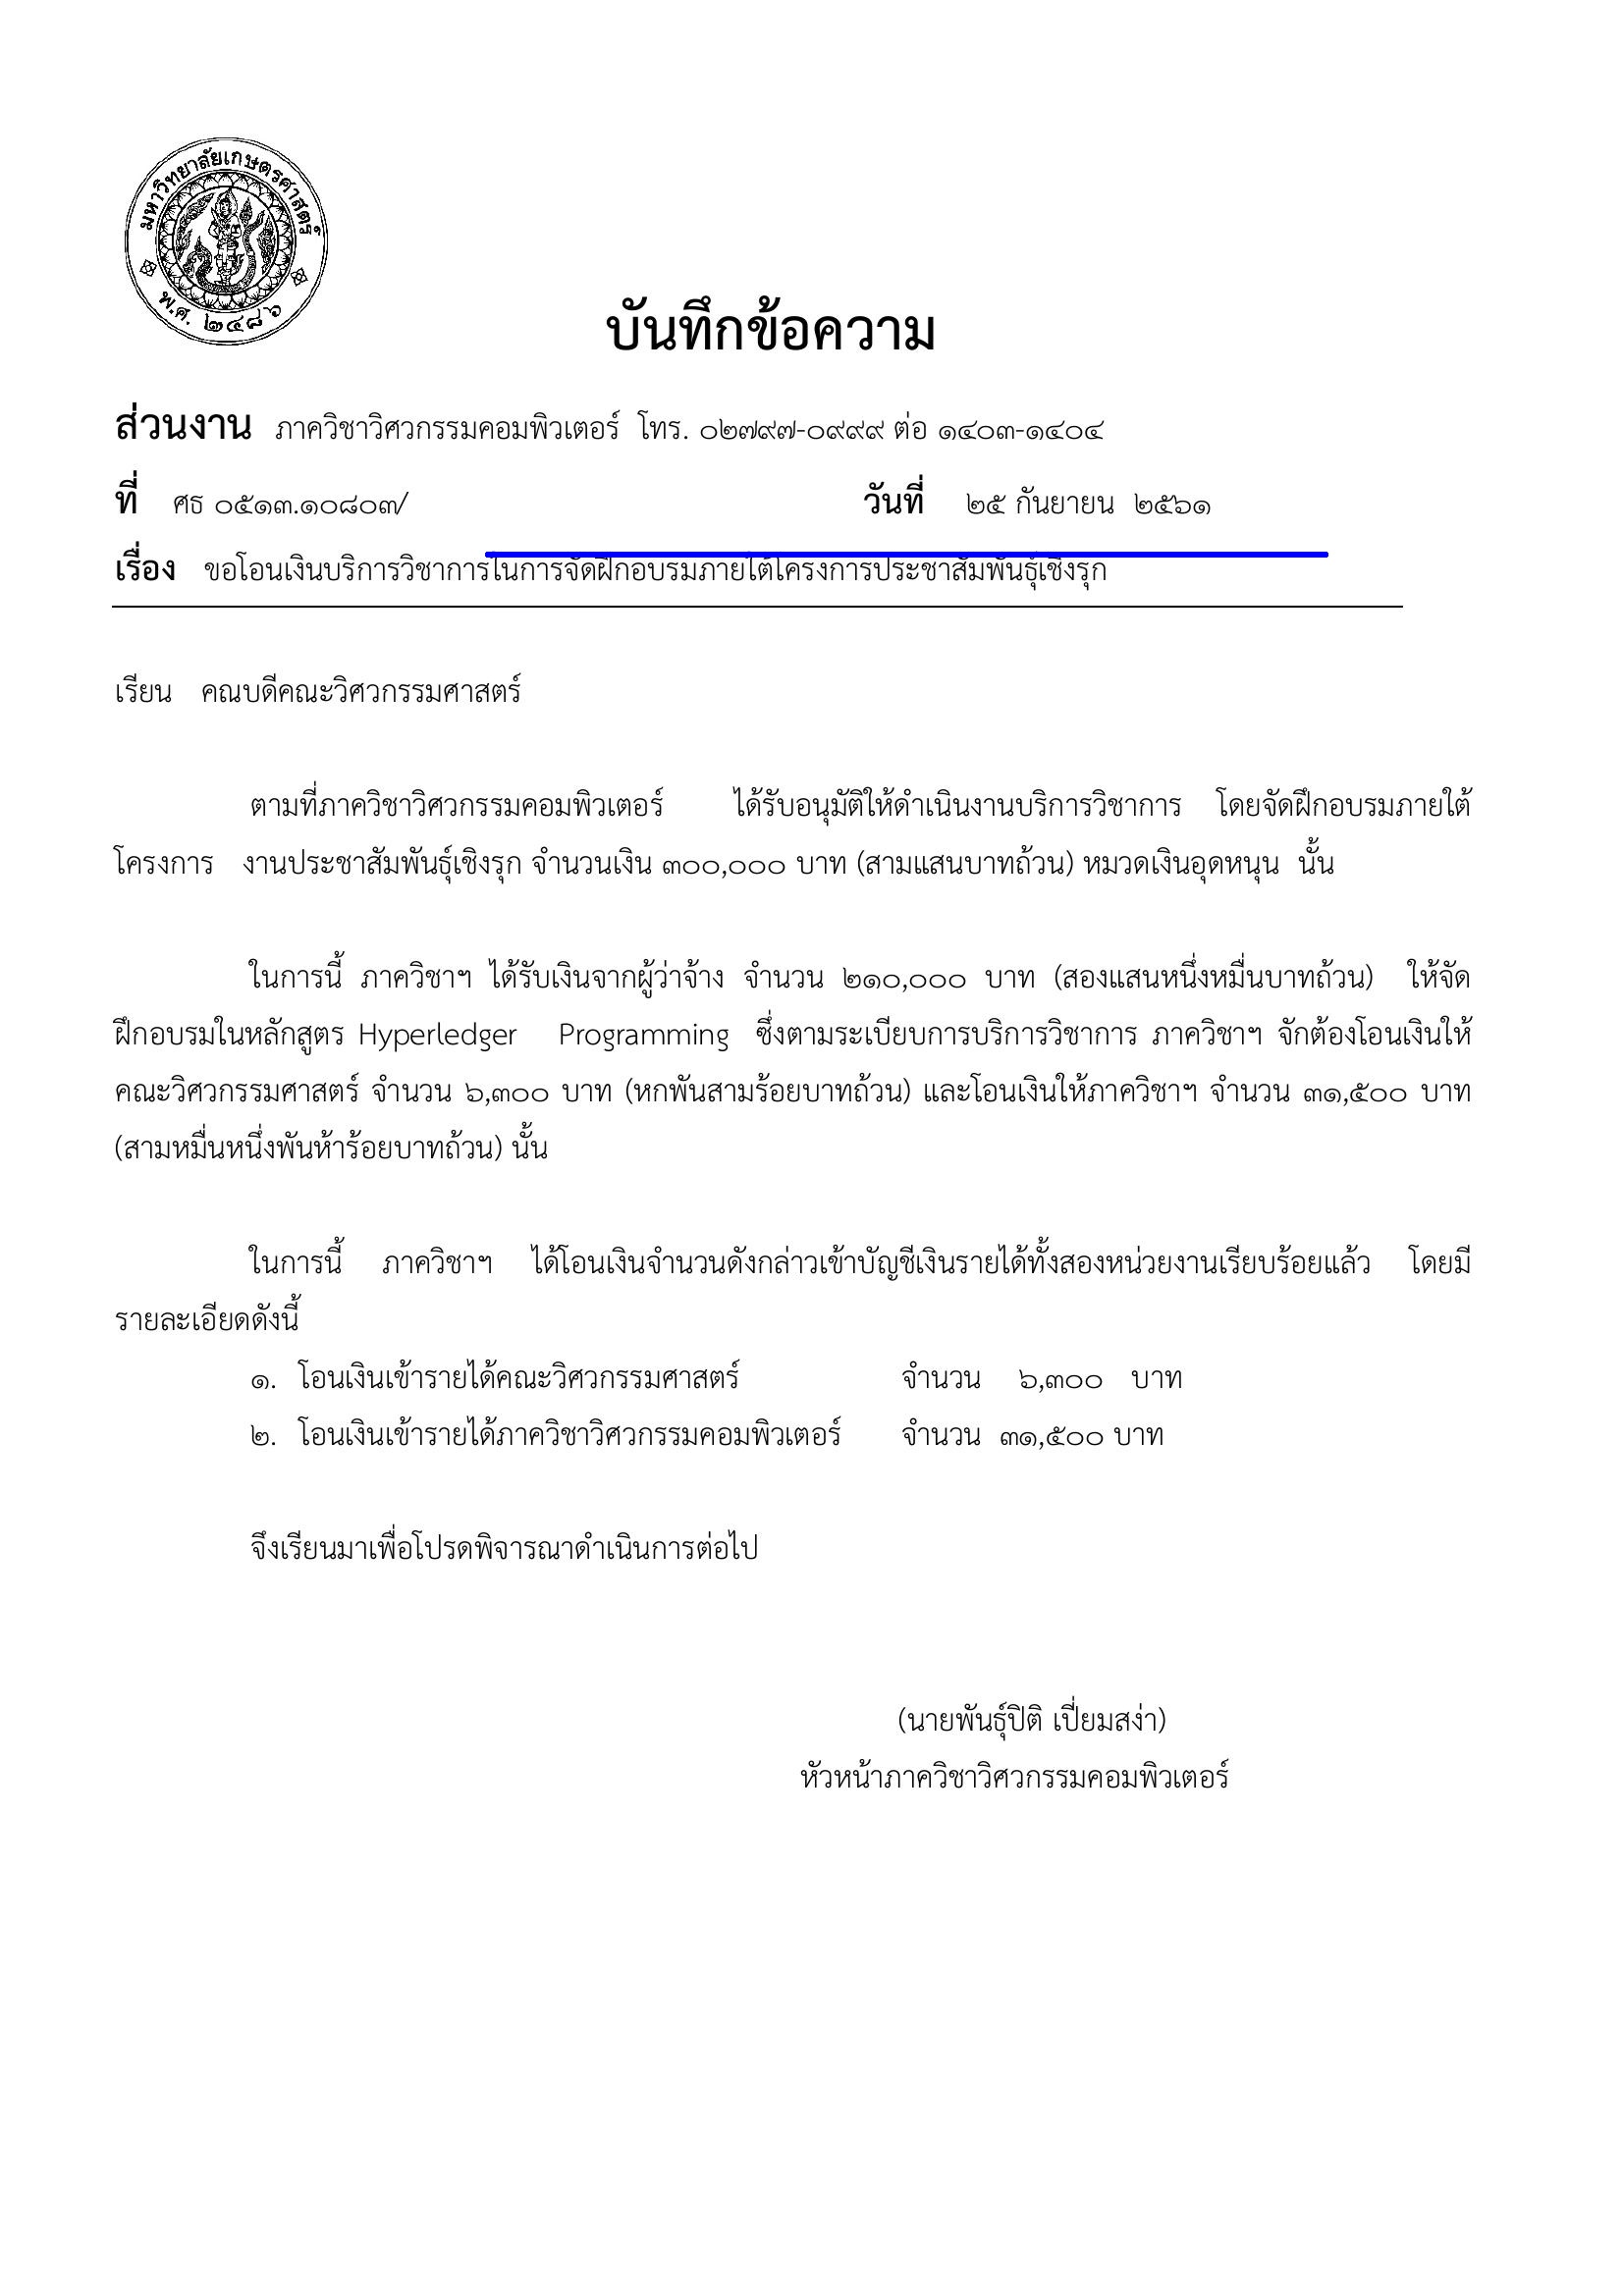 มหาวิทยาลัยเกษตรศาสตร์
พ.ศ. ๒๔๘๖
บันทึกข้อความ
ส่วนงาน ภาควิชาวิศวกรรมคอมพิวเตอร์ โทร. ๐๒๗๙๗-๐๙๙๙ ต่อ ๑๔๐๓-๑๔๐๔
ที่ ศธ ๐๕๑๓.๑๐๘๐๓/ วันที่ ๒๕ กันยายน ๒๕๖๑
เรื่อง ขอโอนเงินบริการวิชาการในการจัดฝึกอบรมภายใต้โครงการประชาสัมพันธุ์เชิงรุก
เรียน คณบดีคณะวิศวกรรมศาสตร์
ตามที่ภาควิชาวิศวกรรมคอมพิวเตอร์ ได้รับอนุมัติให้ดำเนินงานบริการวิชาการ โดยจัดฝึกอบรมภายใต้
โครงการ งานประชาสัมพันธุ์เชิงรุก จำนวนเงิน ๓๐๐,๐๐๐ บาท (สามแสนบาทถ้วน) หมวดเงินอุดหนุน นั้น
ในการนี้ ภาควิชาฯ ได้รับเงินจากผู้ว่าจ้าง จำนวน ๒๑๐,๐๐๐ บาท (สองแสนหนึ่งหมื่นบาทถ้วน) ให้จัด
ฝึกอบรมในหลักสูตร Hyperledger Programming ซึ่งตามระเบียบการบริการวิชาการ ภาควิชาฯ จักต้องโอนเงินให้
คณะวิศวกรรมศาสตร์ จำนวน ๖,๓๐๐ บาท (หกพันสามร้อยบาทถ้วน) และโอนเงินให้ภาควิชาฯ จำนวน ๓๑,๕๐๐ บาท
(สามหมื่นหนึ่งพันห้าร้อยบาทถ้วน) นั้น
ในการนี้ ภาควิชาฯ ได้โอนเงินจำนวนดังกล่าวเข้าบัญชีเงินรายได้ทั้งสองหน่วยงานเรียบร้อยแล้ว โดยมี
รายละเอียดดังนี้
๑. โอนเงินเข้ารายได้คณะวิศวกรรมศาสตร์ จำนวน ๖,๓๐๐ บาท
๒. โอนเงินเข้ารายได้ภาควิชาวิศวกรรมคอมพิวเตอร์ จำนวน ๓๑,๕๐๐ บาท
จึงเรียนมาเพื่อโปรดพิจารณาดำเนินการต่อไป
(นายพันธุ์ปิติ เปี่ยมสง่า)
หัวหน้าภาควิชาวิศวกรรมคอมพิวเตอร์